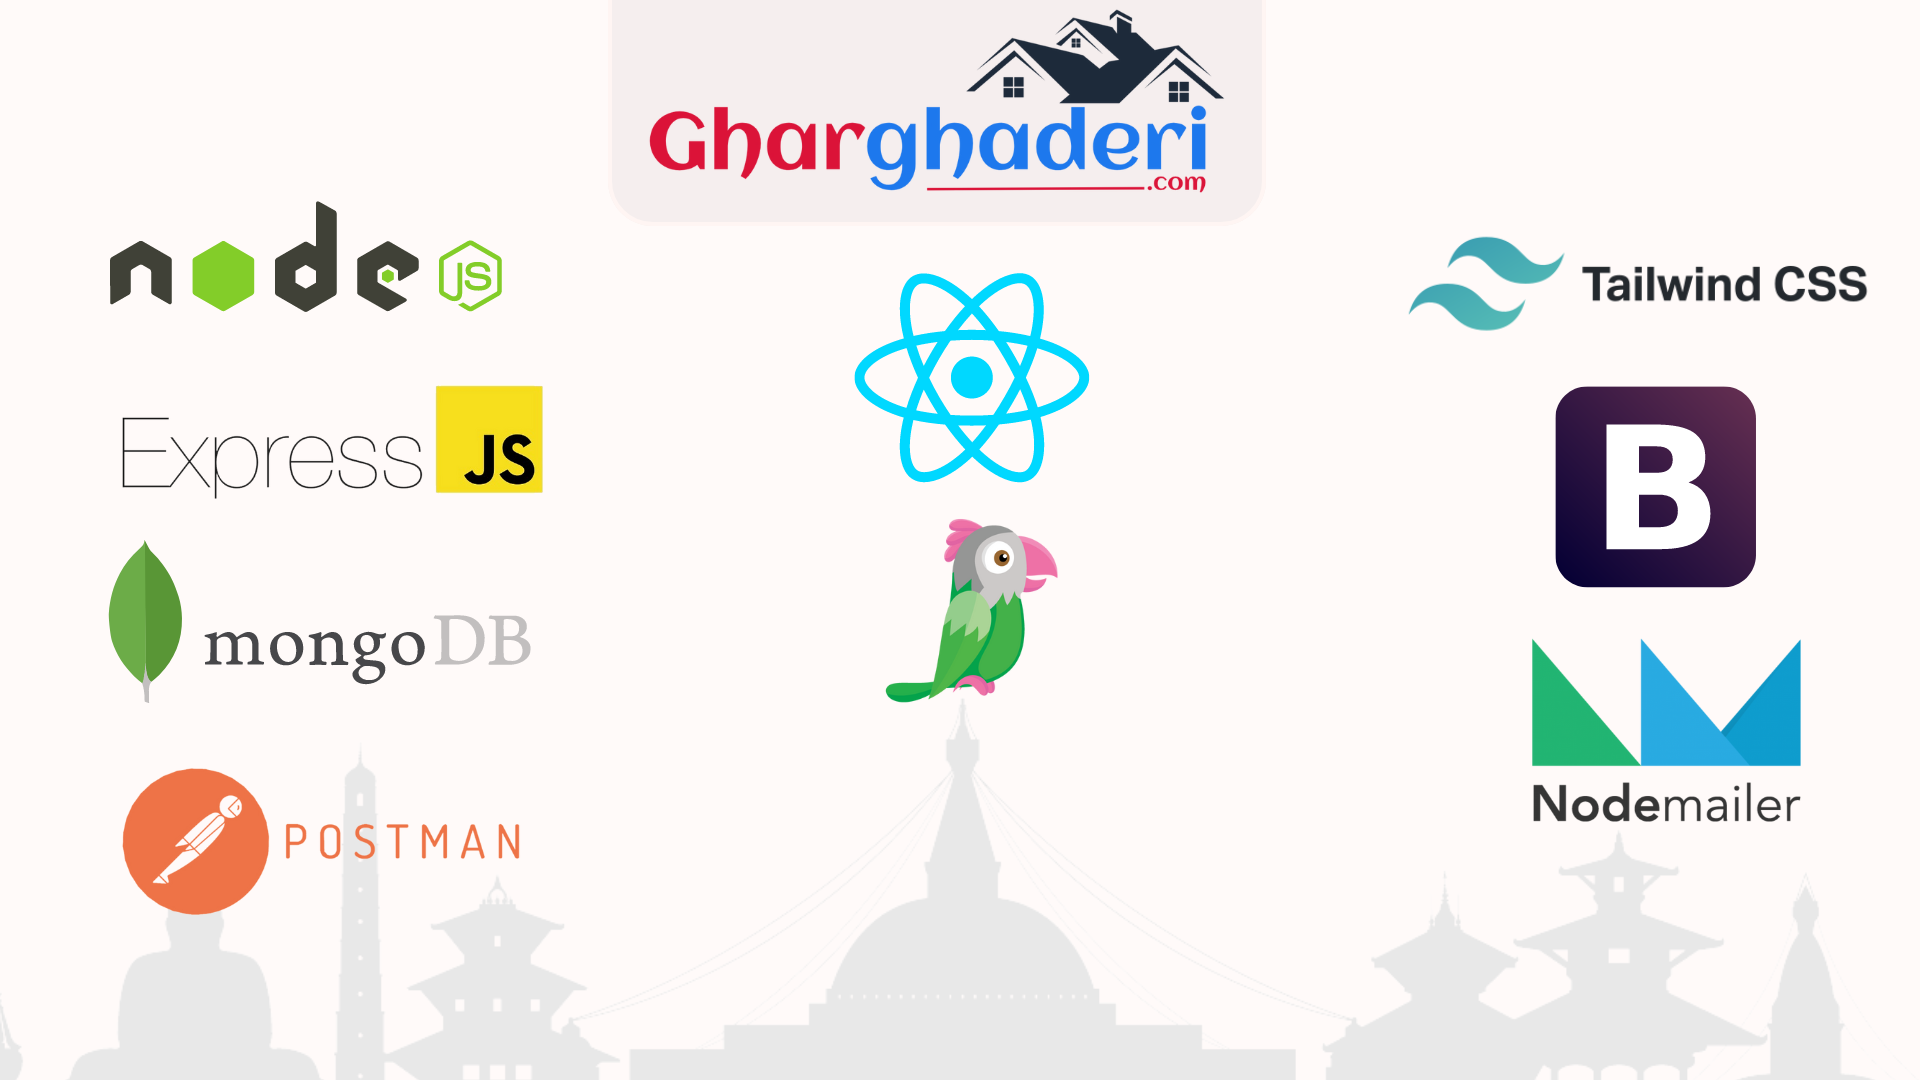 Gharghaderi
.com
node JS
Express JS
mongoDB
POSTMAN
Tailwind CSS
B
Nodemailer